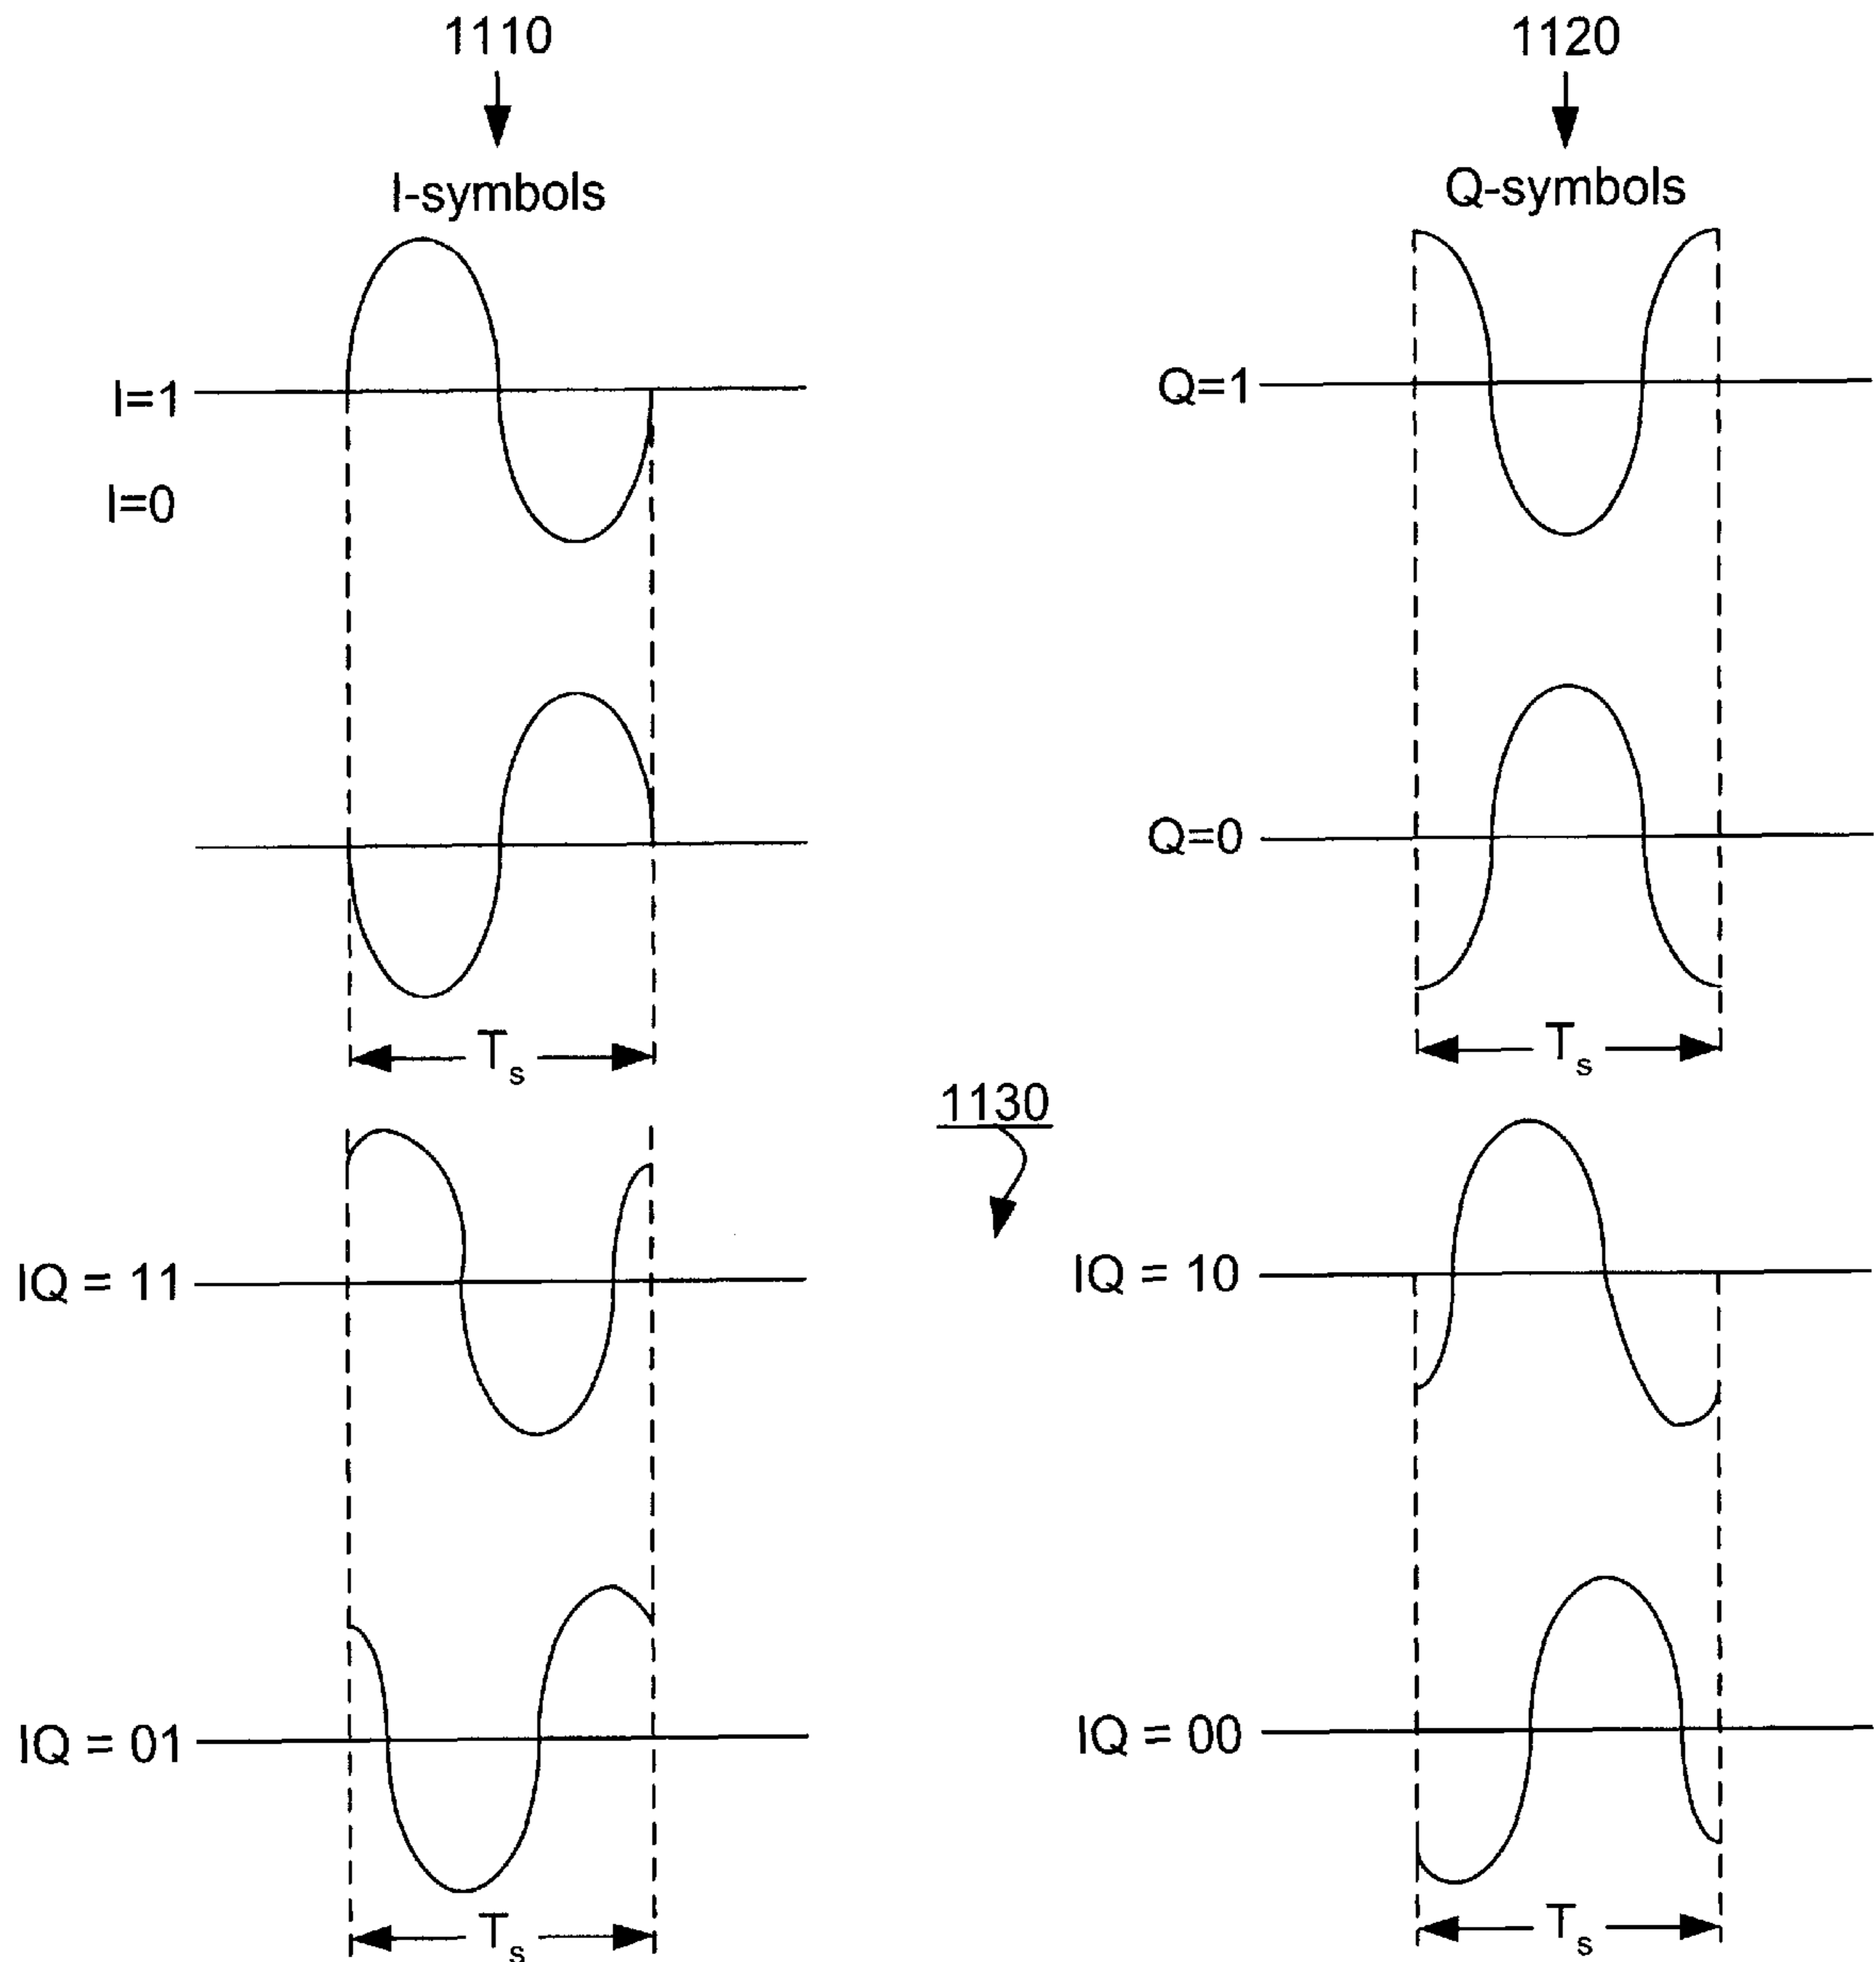 1110
1120
I-symbols
Q-symbols
I=1
Q=1
I=0
Q=0
Ts
Ts
1130
IQ = 11
IQ = 10
IQ = 01
IQ = 00
Ts
Ts